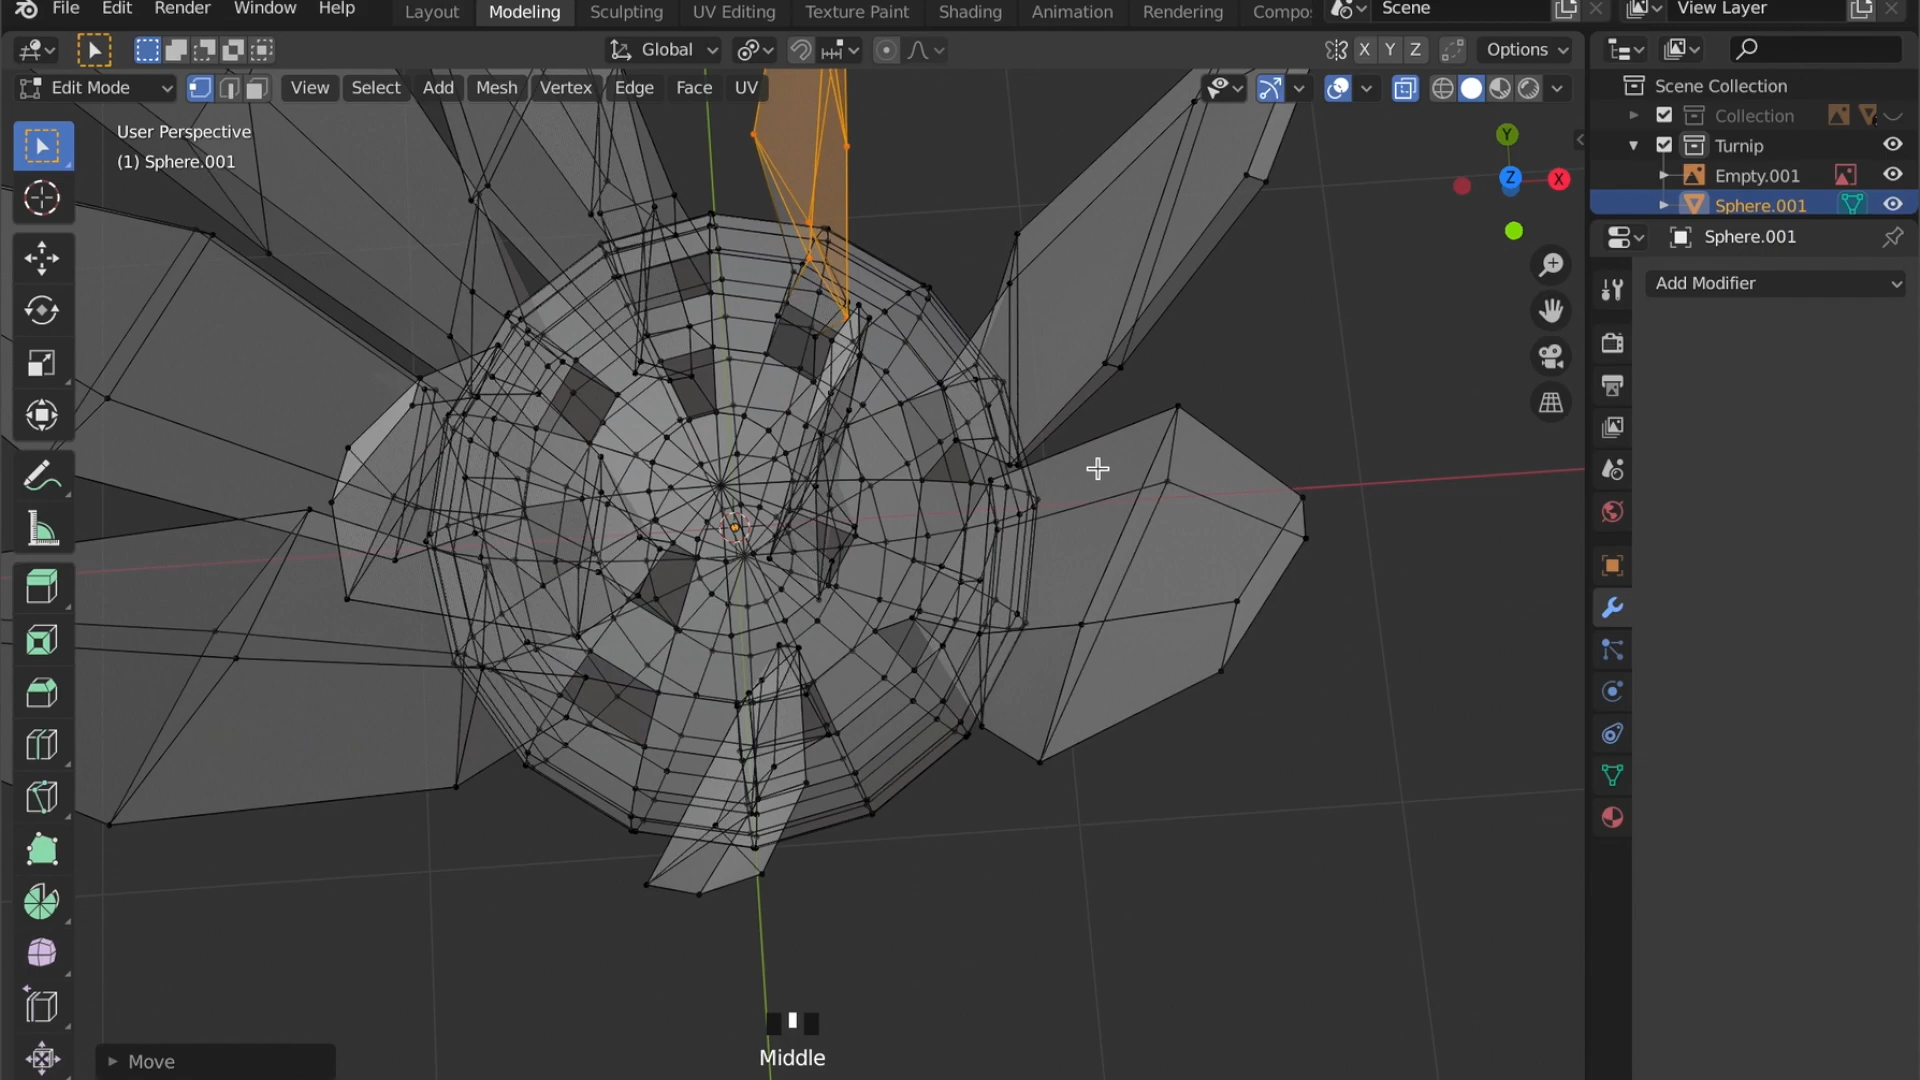 File Edit Render Window Help Layout Modeling Sculpting UV Editing Texture Paint Shading Animation Rendering Compo Scene View Layer
Global X Y Z Options
Edit Mode View Select Add Mesh Vertex Edge Face UV Scene Collection
Collection
User Perspective
(1) Sphere.001
Y
Turnip
Z X
Empty.001
Sphere.001
Sphere.001
Add Modifier
Middle
Move